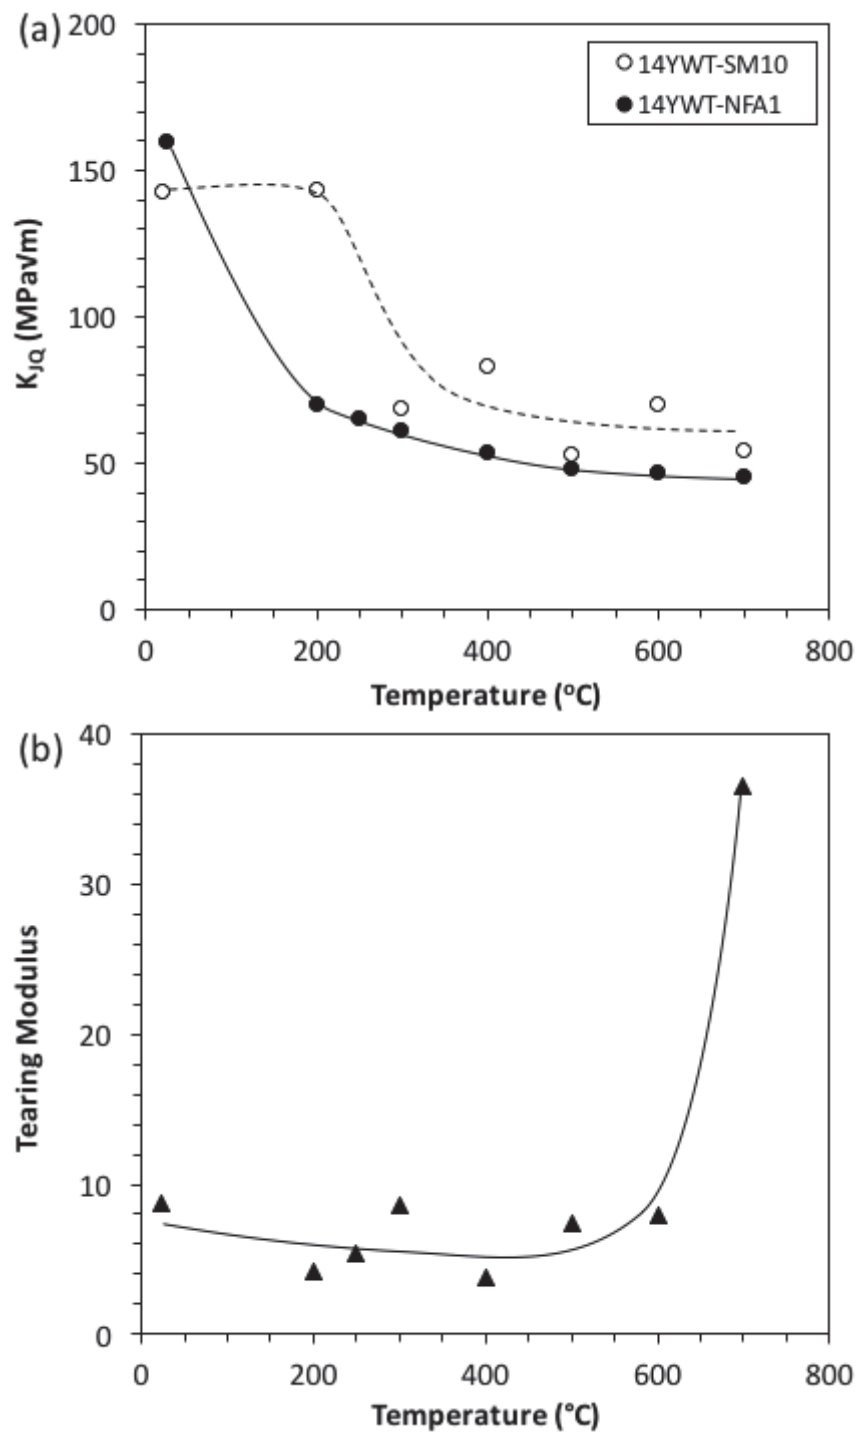 (a)
200
150
100
50
0
K_JQ (MPa√m)
14YWT-SM10
14YWT-NFA1
0 200 400 600 800
Temperature (°C)
(b)
40
30
20
10
0
Tearing Modulus
0 200 400 600 800
Temperature (°C)